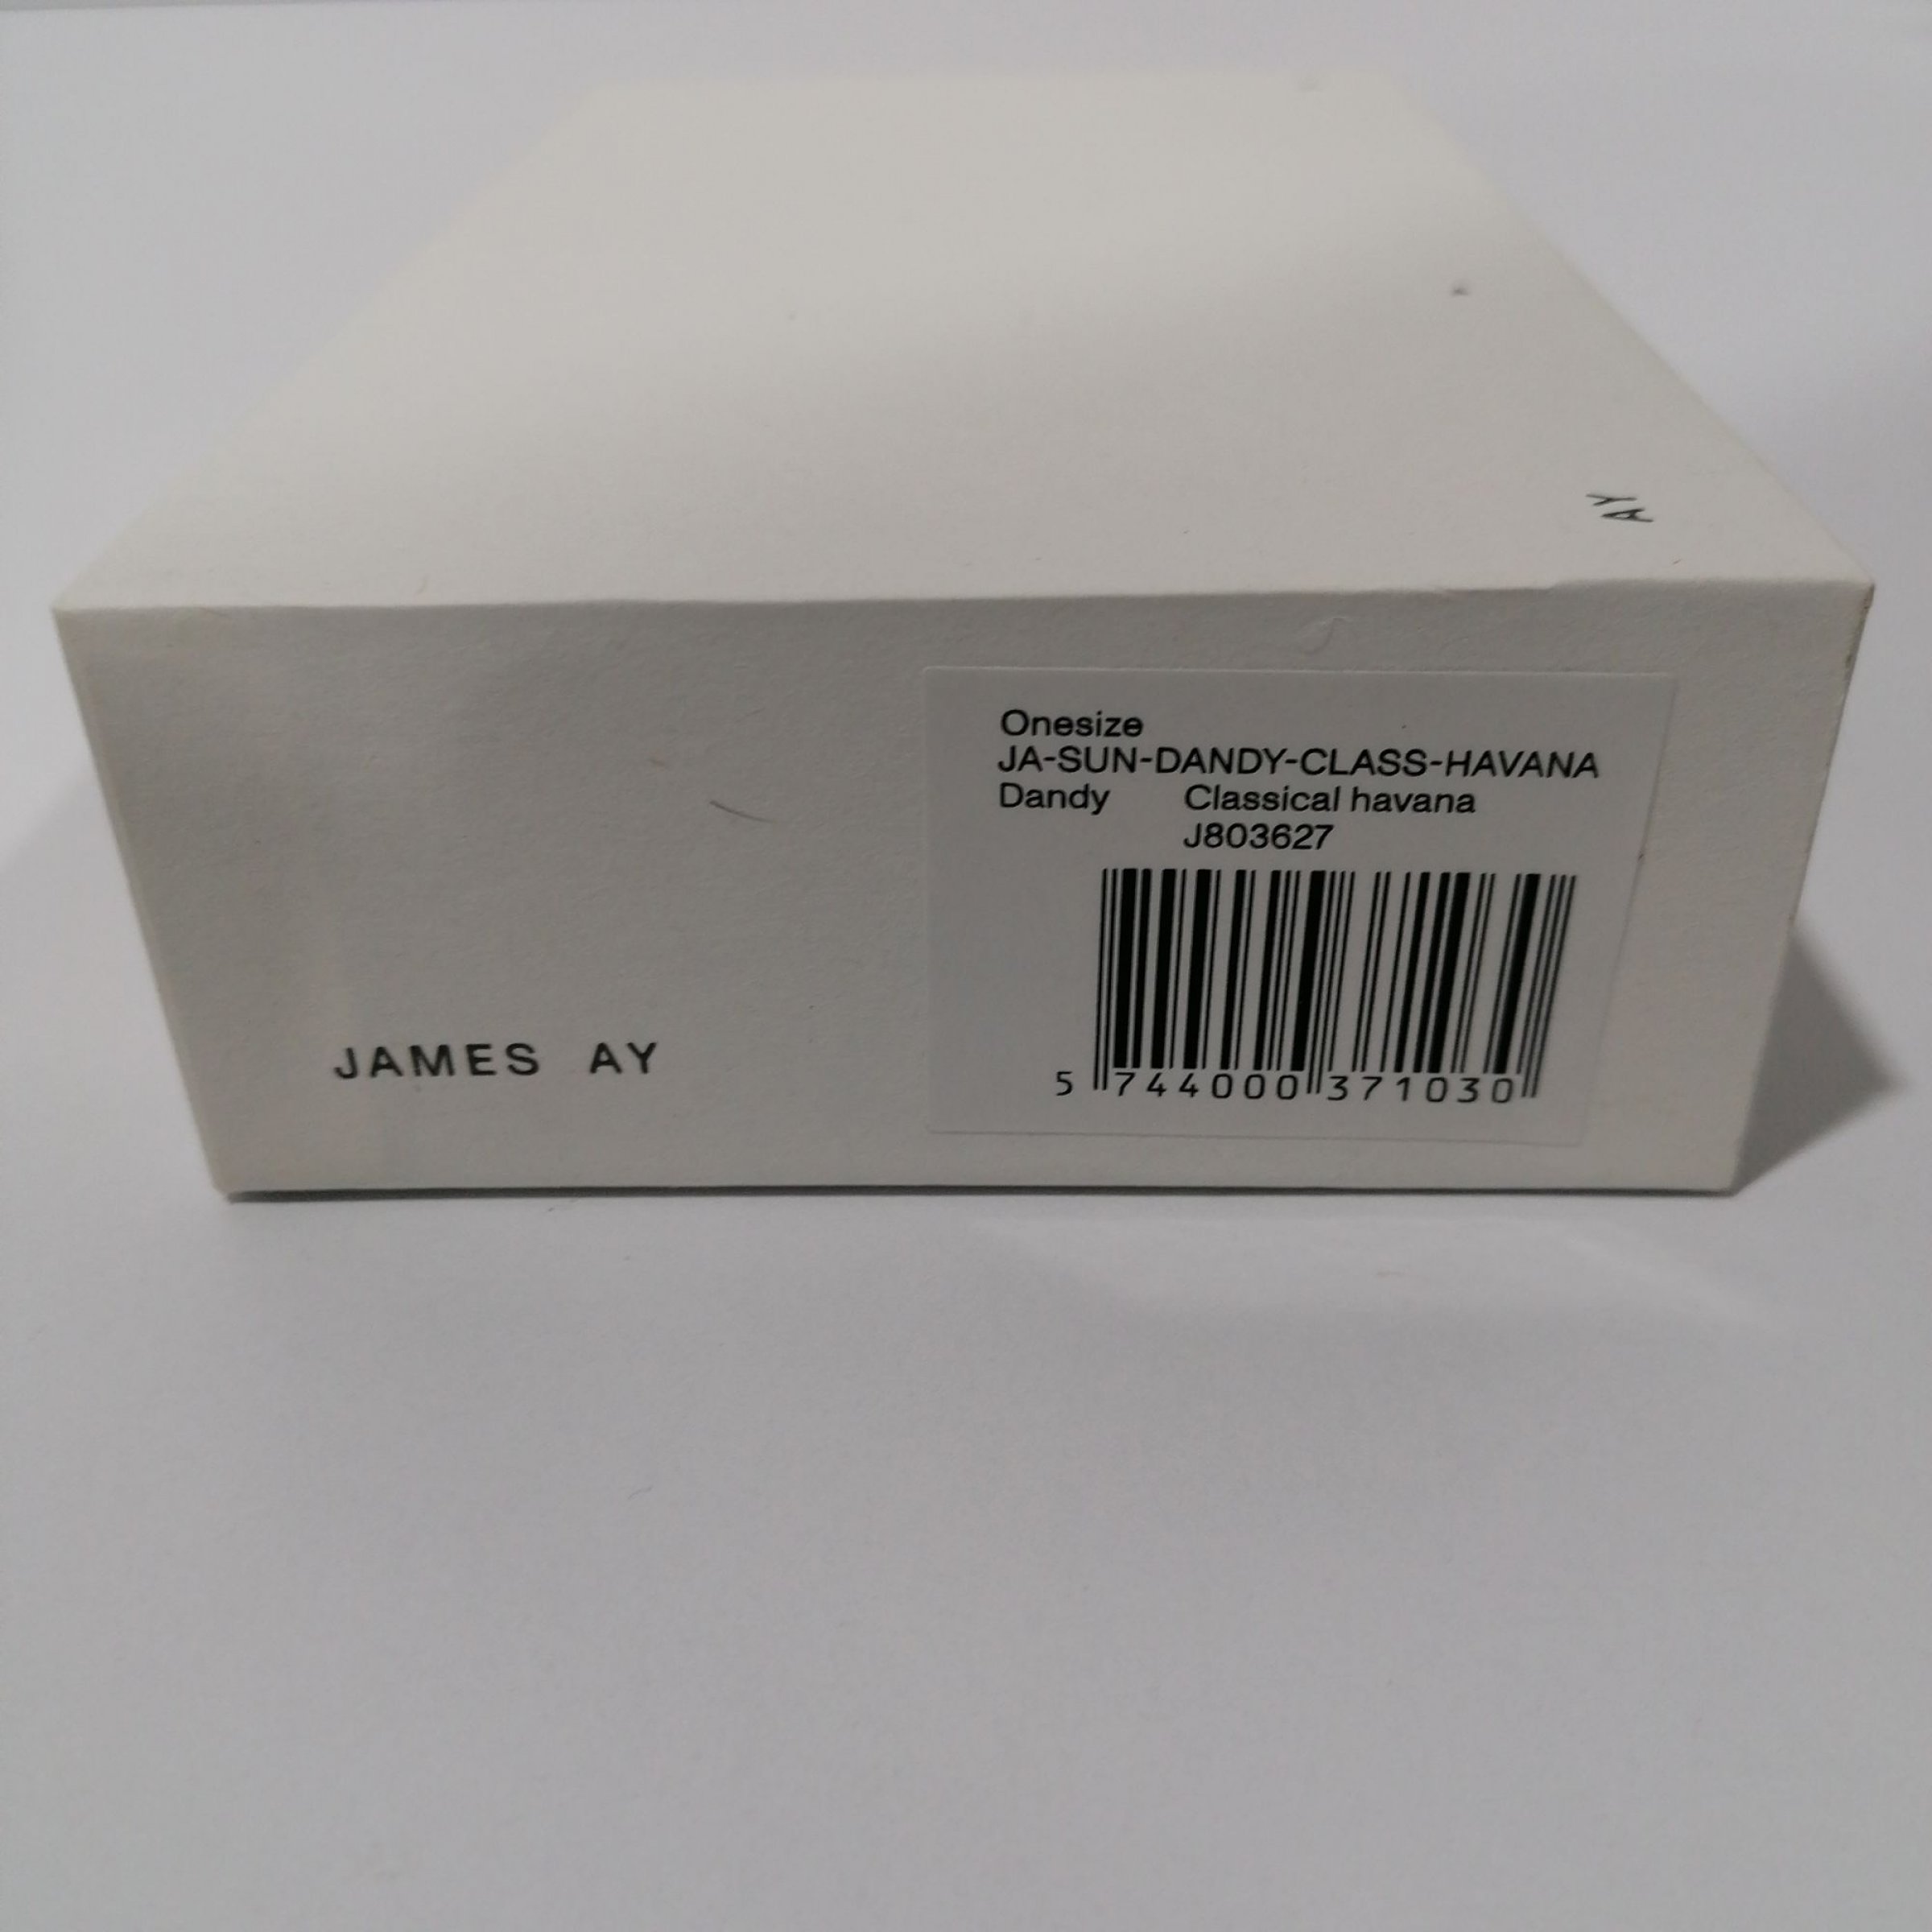 AY
Onesize
JA-SUN-DANDY-CLASS-HAVANA
Dandy Classical havana
J803627
5 744000 371030
JAMES AY